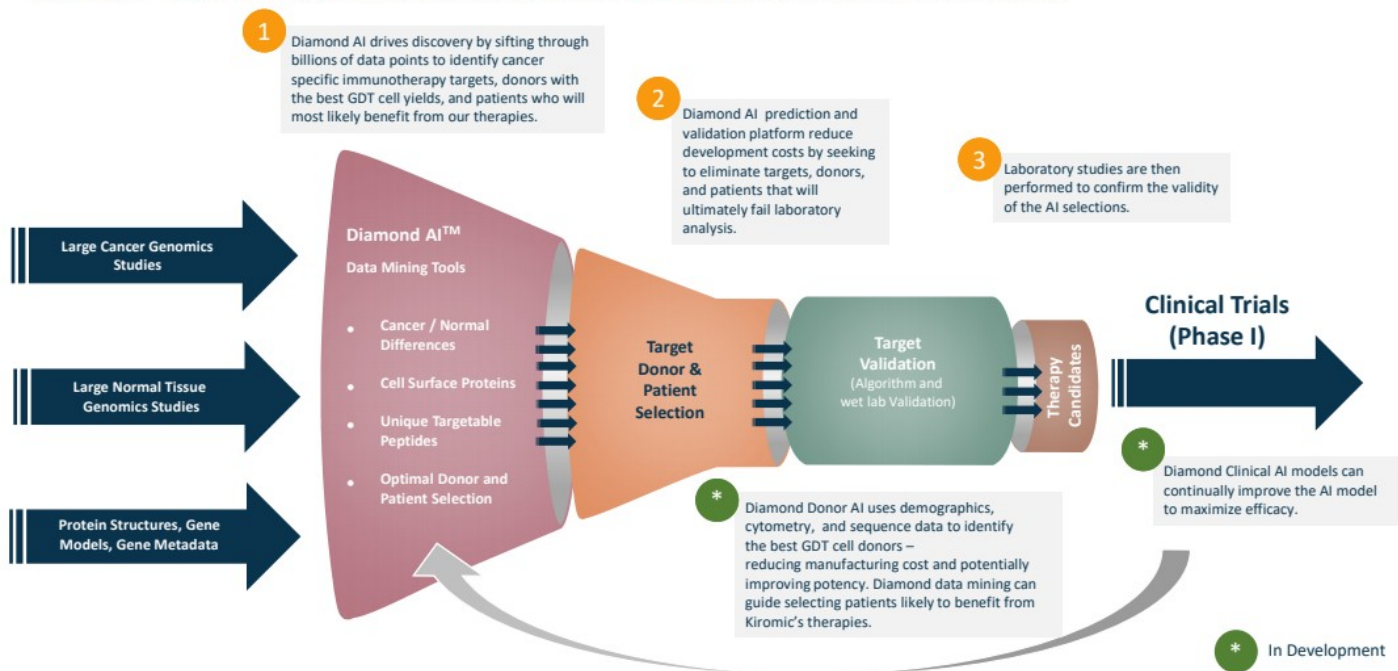 1
Diamond AI drives discovery by sifting through
billions of data points to identify cancer
specific immunotherapy targets, donors with
the best GDT cell yields, and patients who will
most likely benefit from our therapies.
2
Diamond AI  prediction and
validation platform reduce
development costs by seeking
to eliminate targets, donors,
and patients that will
ultimately fail laboratory
analysis.
3
Laboratory studies are then
performed to confirm the validity
of the AI selections.
Large Cancer Genomics
Studies
Large Normal Tissue
Genomics Studies
Protein Structures, Gene
Models, Gene Metadata
Diamond AI™
Data Mining Tools
• Cancer / Normal
Differences
• Cell Surface Proteins
• Unique Targetable
Peptides
• Optimal Donor and
Patient Selection
Target
Donor &
Patient
Selection
Target
Validation
(Algorithm and
wet lab Validation)
Therapy
Candidates
Clinical Trials
(Phase I)
*
Diamond Donor AI uses demographics,
cytometry,  and sequence data to identify
the best GDT cell donors –
reducing manufacturing cost and potentially
improving potency. Diamond data mining can
guide selecting patients likely to benefit from
Kiromic's therapies.
*
Diamond Clinical AI models can
continually improve the AI model
to maximize efficacy.
* In Development